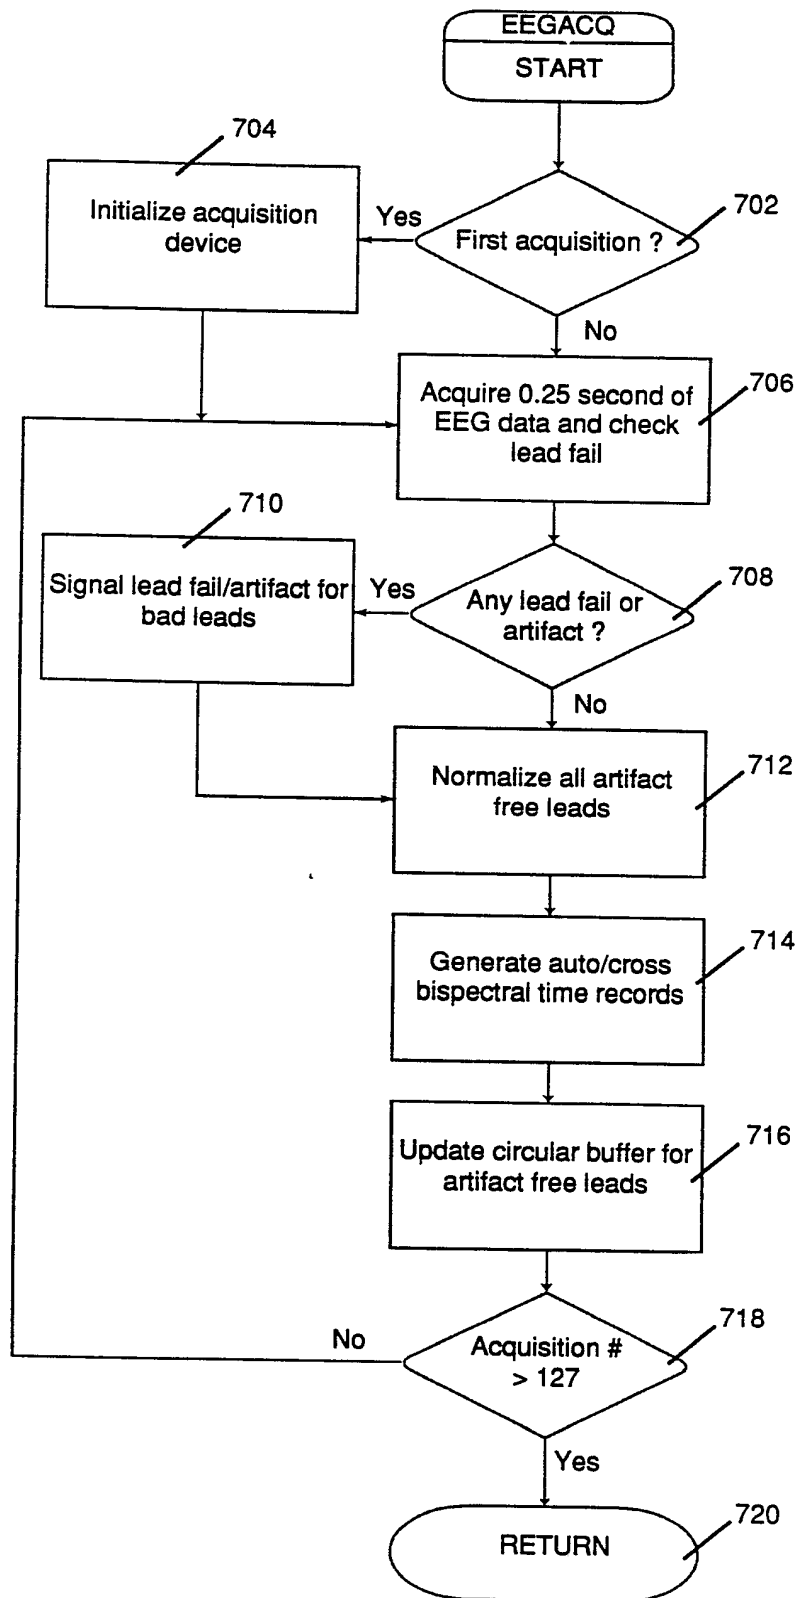 EEGACQ
START
704
Initialize acquisition
device
Yes
First acquisition ?
702
No
Acquire 0.25 second of
EEG data and check
lead fail
706
710
Signal lead fail/artifact for
bad leads
Yes
Any lead fail or
artifact ?
708
No
Normalize all artifact
free leads
712
Generate auto/cross
bispectral time records
714
Update circular buffer for
artifact free leads
716
No
Acquisition #
> 127
718
Yes
RETURN
720